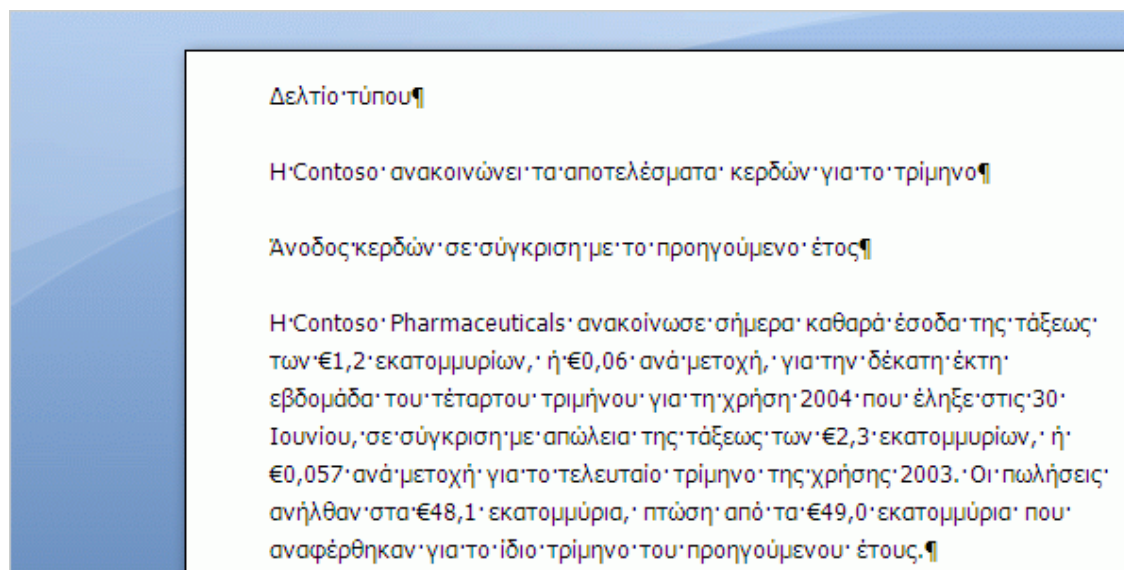 Δελτίο·τύπου¶
Η·Contoso·ανακοινώνει·τα·αποτελέσματα·κερδών·για·το·τρίμηνο¶
Άνοδος·κερδών·σε·σύγκριση·με·το·προηγούμενο·έτος¶
Η·Contoso·Pharmaceuticals·ανακοίνωσε·σήμερα·καθαρά·έσοδα·της·τάξεως·
των·€1,2·εκατομμυρίων,·ή·€0,06·ανά·μετοχή,·για·την·δέκατη·έκτη·
εβδομάδα·του·τέταρτου·τριμήνου·για·τη·χρήση·2004·που·έληξε·στις·30·
Ιουνίου,·σε·σύγκριση·με·απώλεια·της·τάξεως·των·€2,3·εκατομμυρίων,·ή·
€0,057·ανά·μετοχή·για·το·τελευταίο·τρίμηνο·της·χρήσης·2003.·Οι·πωλήσεις·
ανήλθαν·στα·€48,1·εκατομμύρια,·πτώση·από·τα·€49,0·εκατομμύρια·που·
αναφέρθηκαν·για·το·ίδιο·τρίμηνο·του·προηγούμενου·έτους.¶